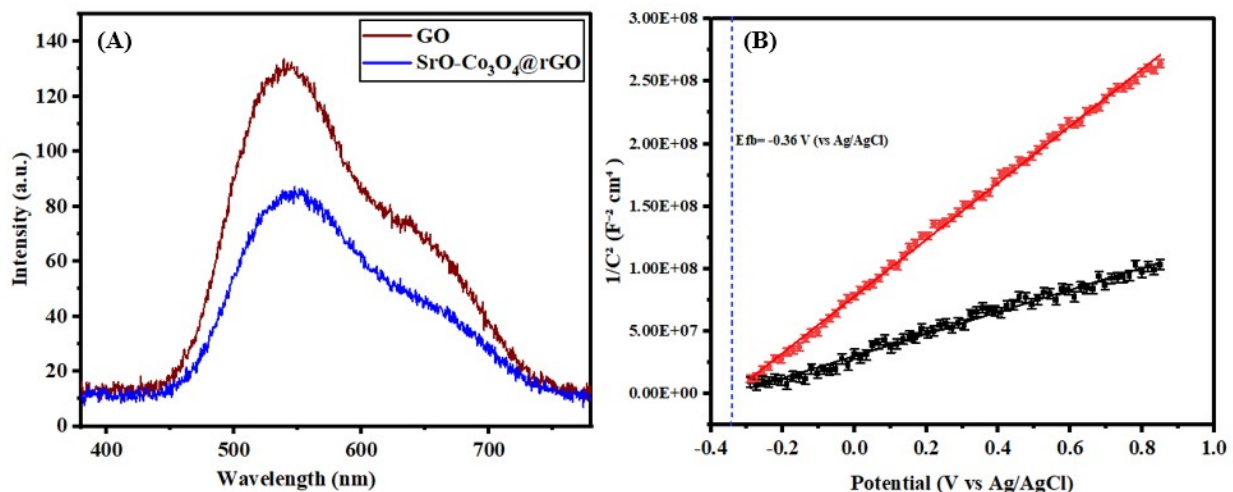 (A)
GO
SrO-Co₃O₄@rGO
140
120
100
80
60
40
20
0
Intensity (a.u.)
400
500
600
700
Wavelength (nm)
(B)
Efb= -0.36 V (vs Ag/AgCl)
3.00E+08
2.50E+08
2.00E+08
1.50E+08
1.00E+08
5.00E+07
0.00E+00
1/C² (F⁻² cm⁴ )
-0.4
-0.2
0.0
0.2
0.4
0.6
0.8
1.0
Potential (V vs Ag/AgCl)